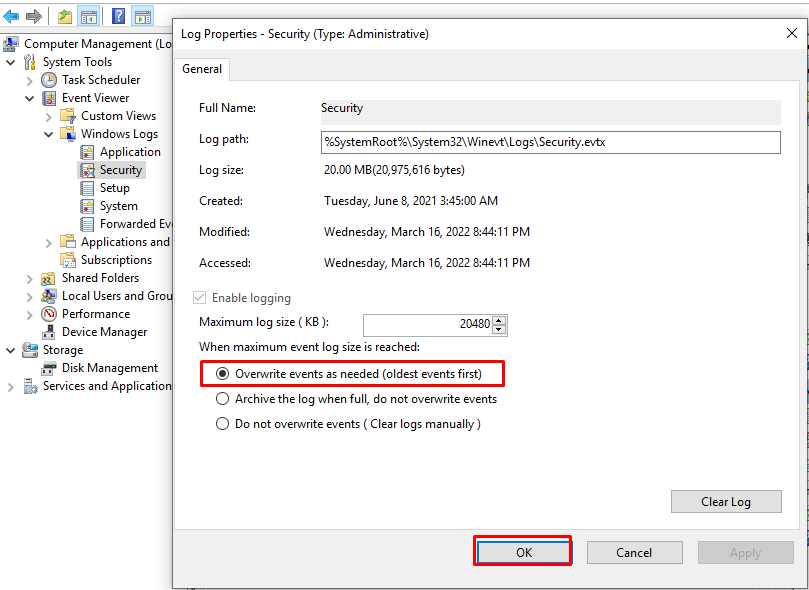 Computer Management (Lo
System Tools
Task Scheduler
Event Viewer
Custom Views
Windows Logs
Application
Security
Setup
System
Forwarded Eve
Applications and
Subscriptions
Shared Folders
Local Users and Grou
Performance
Device Manager
Storage
Disk Management
Services and Application
Log Properties - Security (Type: Administrative)
General
Full Name: Security
Log path: %SystemRoot%\System32\Winevt\Logs\Security.evtx
Log size: 20.00 MB(20,975,616 bytes)
Created: Tuesday, June 8, 2021 3:45:00 AM
Modified: Wednesday, March 16, 2022 8:44:11 PM
Accessed: Wednesday, March 16, 2022 8:44:11 PM
Enable logging
Maximum log size ( KB ): 20480
When maximum event log size is reached:
Overwrite events as needed (oldest events first)
Archive the log when full, do not overwrite events
Do not overwrite events ( Clear logs manually )
Clear Log
OK Cancel Apply